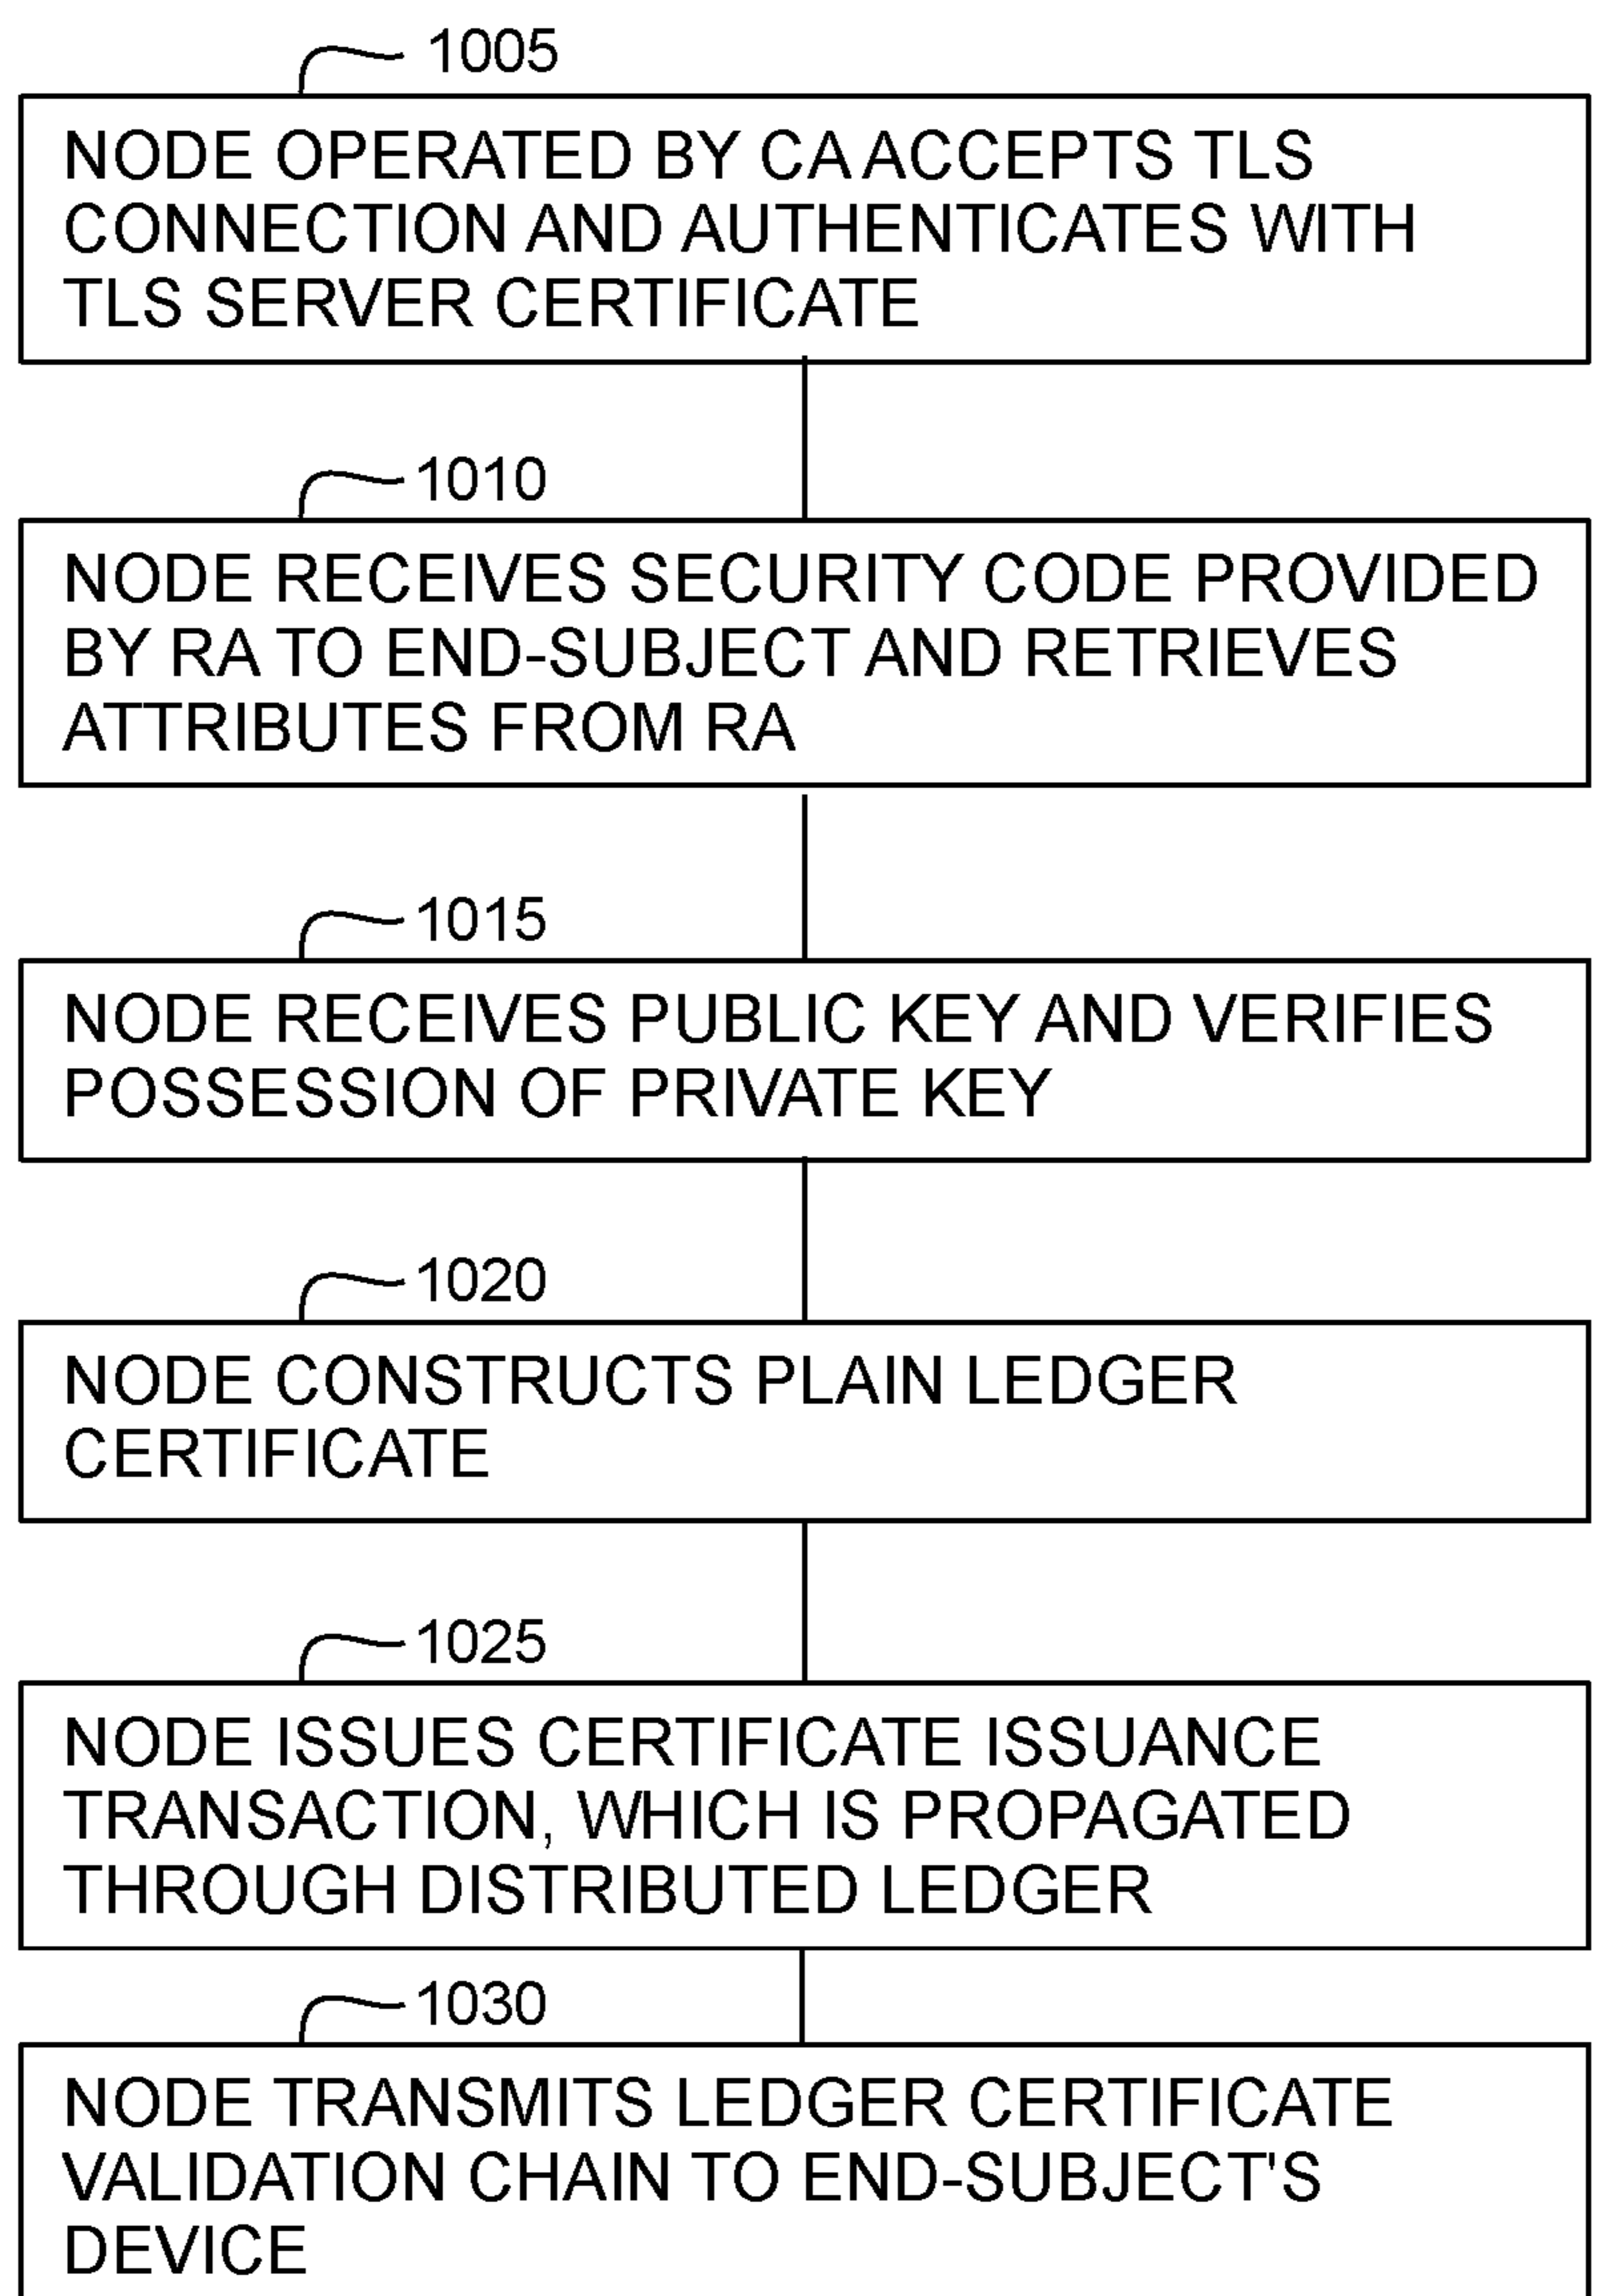 1005
NODE OPERATED BY CA ACCEPTS TLS
CONNECTION AND AUTHENTICATES WITH
TLS SERVER CERTIFICATE
1010
NODE RECEIVES SECURITY CODE PROVIDED
BY RA TO END-SUBJECT AND RETRIEVES
ATTRIBUTES FROM RA
1015
NODE RECEIVES PUBLIC KEY AND VERIFIES
POSSESSION OF PRIVATE KEY
1020
NODE CONSTRUCTS PLAIN LEDGER
CERTIFICATE
1025
NODE ISSUES CERTIFICATE ISSUANCE
TRANSACTION, WHICH IS PROPAGATED
THROUGH DISTRIBUTED LEDGER
1030
NODE TRANSMITS LEDGER CERTIFICATE
VALIDATION CHAIN TO END-SUBJECT'S
DEVICE